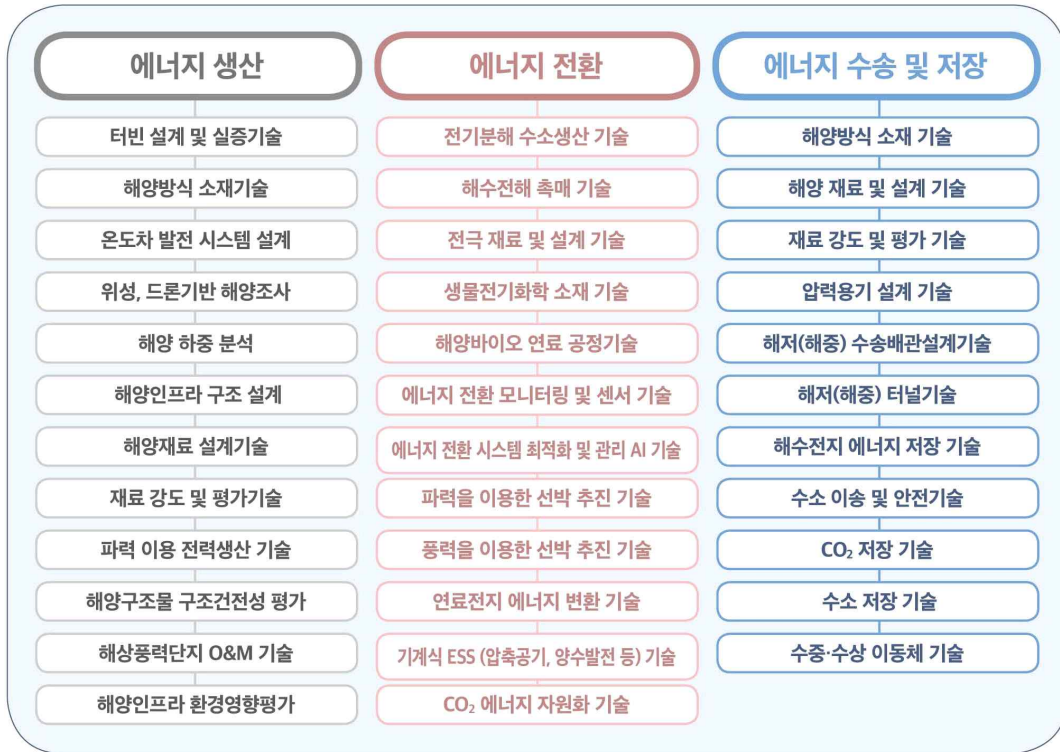 에너지 생산
터빈 설계 및 실증기술
해양방식 소재기술
온도차 발전 시스템 설계
위성, 드론기반 해양조사
해양 하중 분석
해양인프라 구조 설계
해양재료 설계기술
재료 강도 및 평가기술
파력 이용 전력생산 기술
해양구조물 구조건전성 평가
해상풍력단지 O&M 기술
해양인프라 환경영향평가
에너지 전환
전기분해 수소생산 기술
해수전해 촉매 기술
전극 재료 및 설계 기술
생물전기화학 소재 기술
해양바이오 연료 공정기술
에너지 전환 모니터링 및 센서 기술
에너지 전환 시스템 최적화 및 관리 AI 기술
파력을 이용한 선박 추진 기술
풍력을 이용한 선박 추진 기술
연료전지 에너지 변환 기술
기계식 ESS (압축공기, 양수발전 등) 기술
CO₂ 에너지 자원화 기술
에너지 수송 및 저장
해양방식 소재 기술
해양 재료 및 설계 기술
재료 강도 및 평가 기술
압력용기 설계 기술
해저(해중) 수송배관설계기술
해저(해중) 터널기술
해수전지 에너지 저장 기술
수소 이송 및 안전기술
CO₂ 저장 기술
수소 저장 기술
수중·수상 이동체 기술